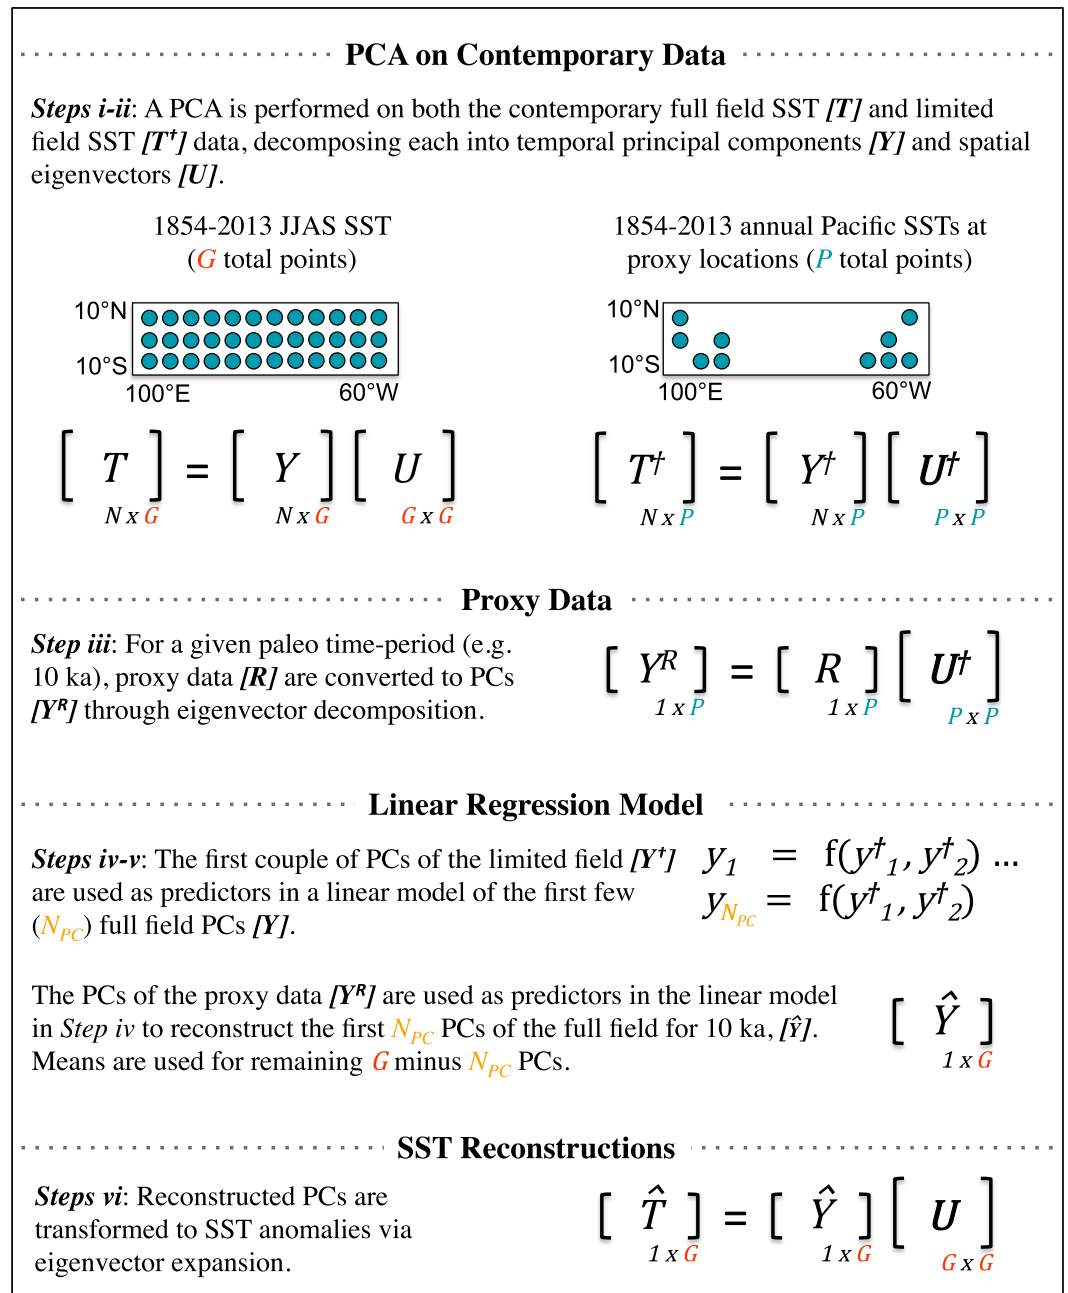 PCA on Contemporary Data
Steps i-ii: A PCA is performed on both the contemporary full field SST [T] and limited
field SST [T†] data, decomposing each into temporal principal components [Y] and spatial
eigenvectors [U].
1854-2013 JJAS SST
(G total points)
1854-2013 annual Pacific SSTs at
proxy locations (P total points)
10°N
10°S
100°E 60°W
10°N
10°S
100°E 60°W
[ T ] = [ Y ] [ U ]
N x G N x G G x G
[ T† ] = [ Y† ] [ U† ]
N x P N x P P x P
Proxy Data
Step iii: For a given paleo time-period (e.g.
10 ka), proxy data [R] are converted to PCs
[Yᴿ] through eigenvector decomposition.
[ Yᴿ ] = [ R ] [ U† ]
1 x P 1 x P P x P
Linear Regression Model
Steps iv-v: The first couple of PCs of the limited field [Y†]
are used as predictors in a linear model of the first few
(N_PC) full field PCs [Y].
y₁ = f(y†₁, y†₂) ...
y_N_PC = f(y†₁, y†₂)
The PCs of the proxy data [Yᴿ] are used as predictors in the linear model
in Step iv to reconstruct the first N_PC PCs of the full field for 10 ka, [Ŷ].
Means are used for remaining G minus N_PC PCs.
[ Ŷ ]
1 x G
SST Reconstructions
Steps vi: Reconstructed PCs are
transformed to SST anomalies via
eigenvector expansion.
[ T̂ ] = [ Ŷ ] [ U ]
1 x G 1 x G G x G